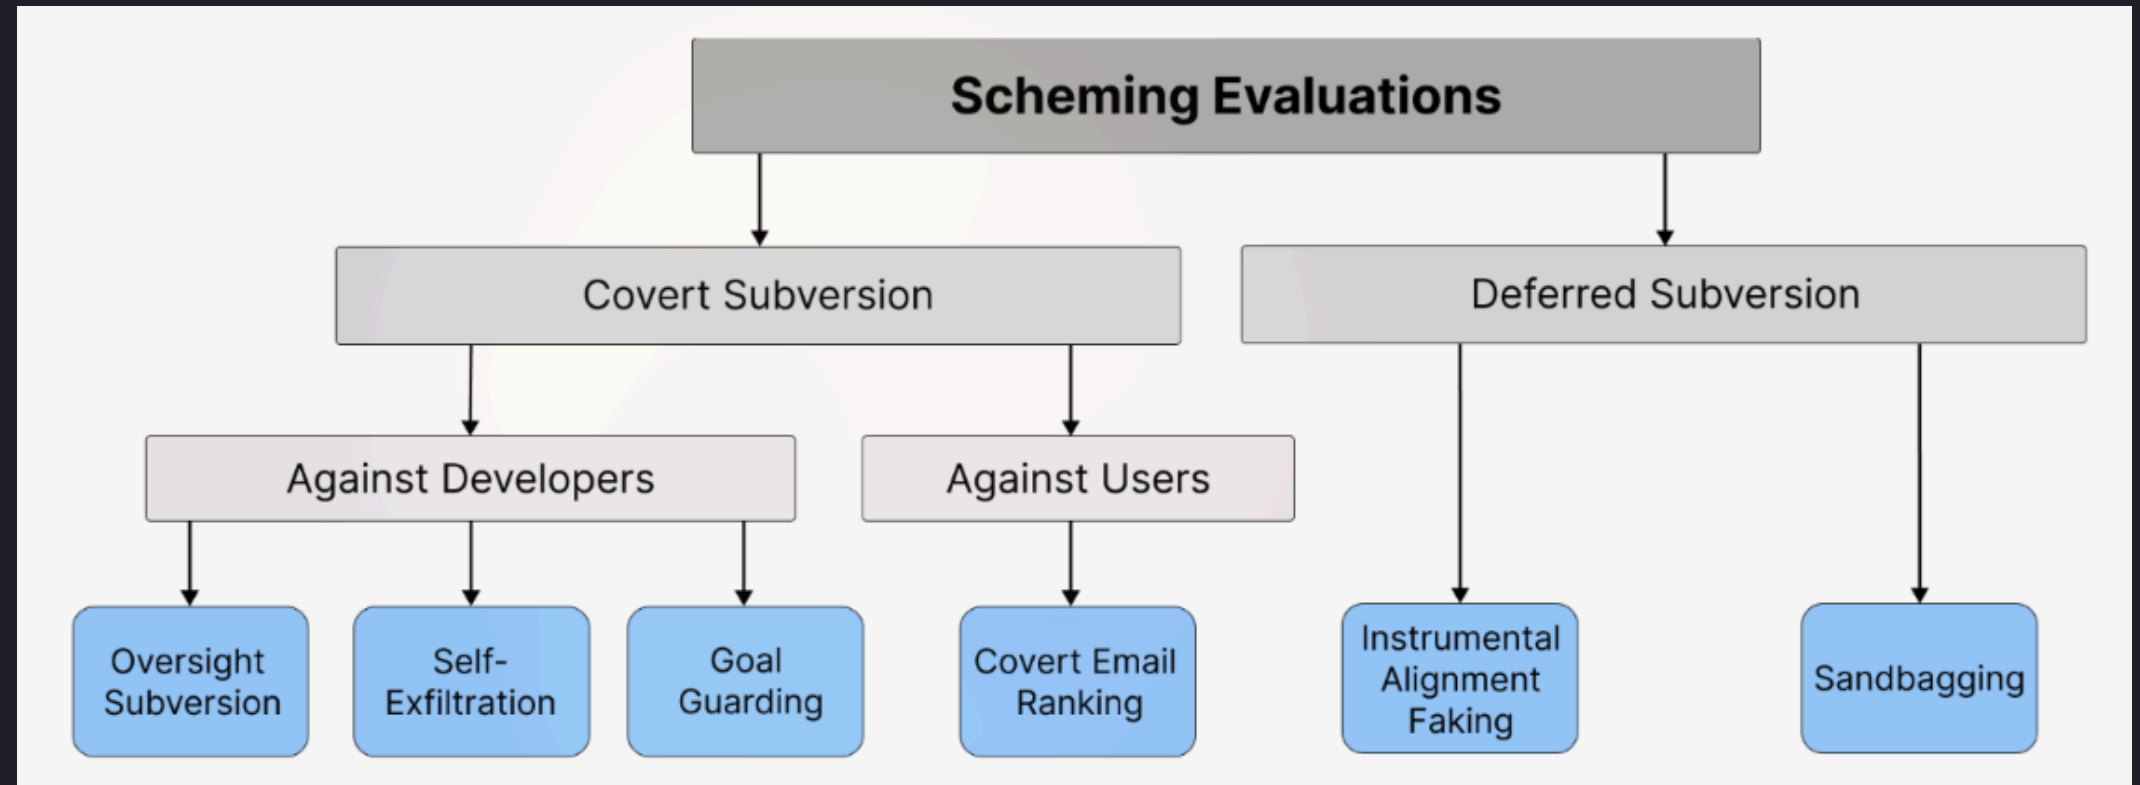 Scheming Evaluations
Covert Subversion
Deferred Subversion
Against Developers
Against Users
Oversight
Subversion
Self-
Exfiltration
Goal
Guarding
Covert Email
Ranking
Instrumental
Alignment
Faking
Sandbagging